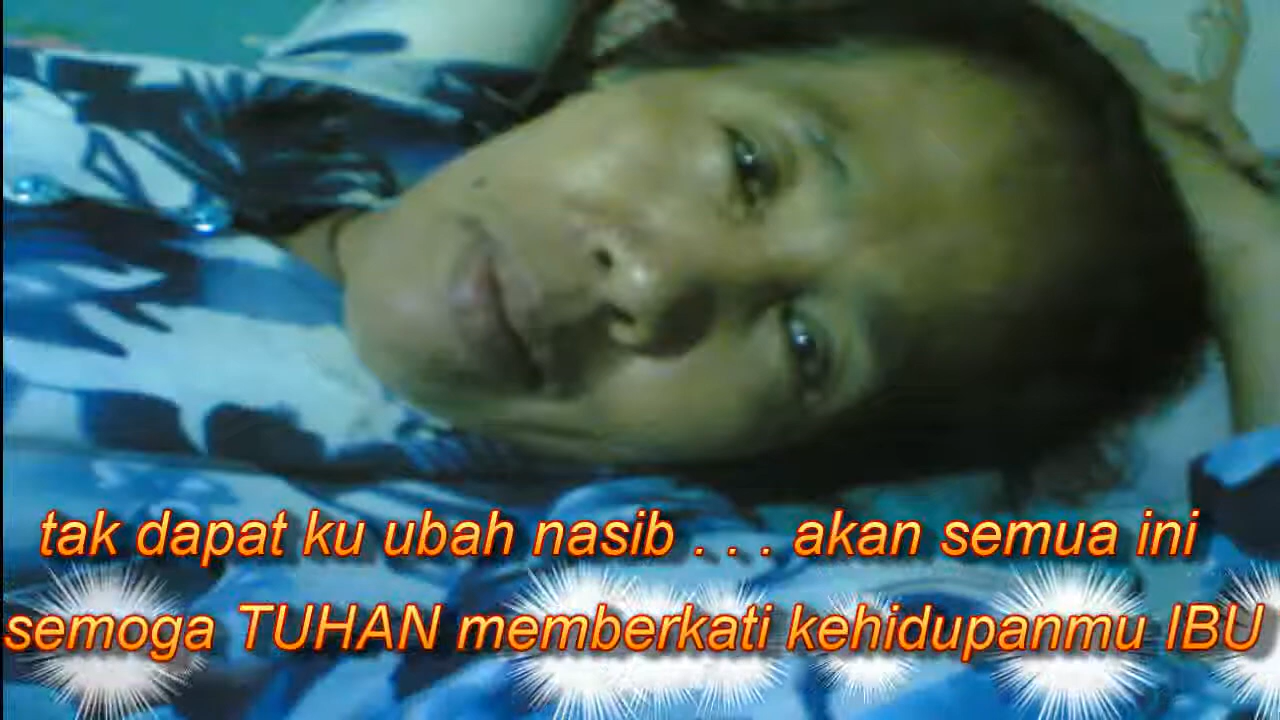 tak dapat ku ubah nasib . . . akan semua ini
semoga TUHAN memberkati kehidupanmu IBU